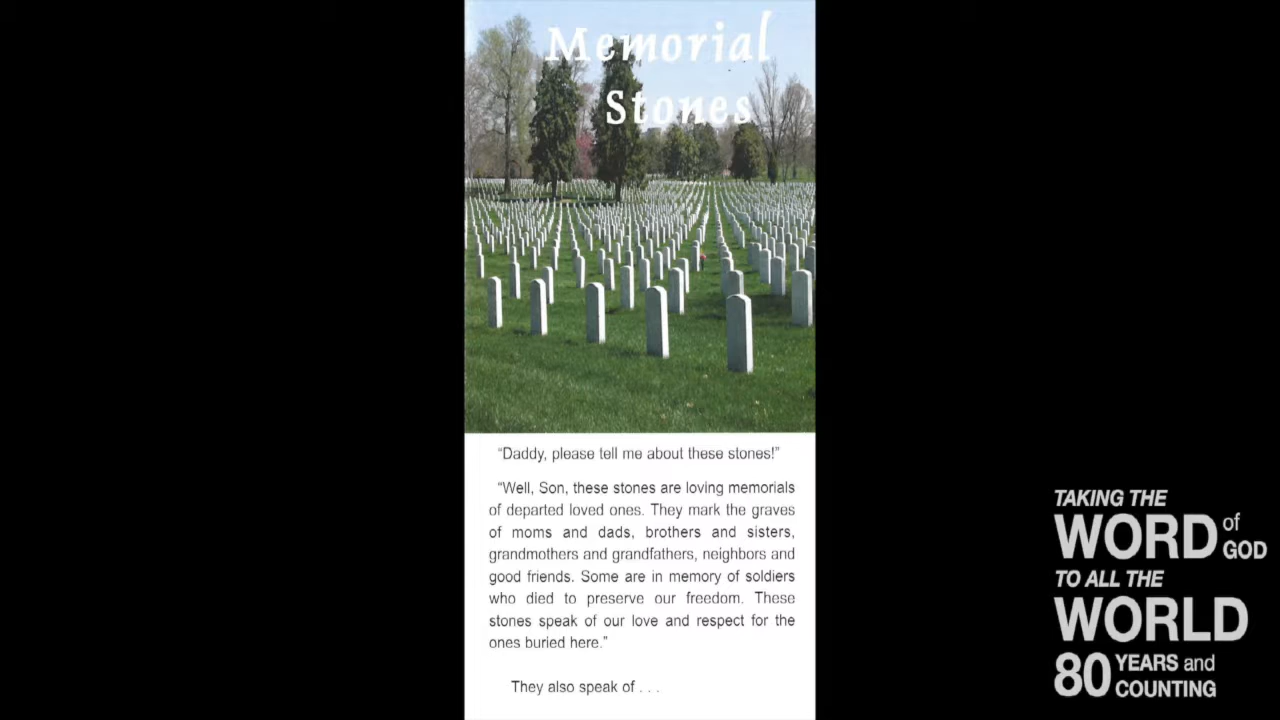 Memorial
Stones
“Daddy, please tell me about these stones!”
“Well, Son, these stones are loving memorials
of departed loved ones. They mark the graves
of moms and dads, brothers and sisters,
grandmothers and grandfathers, neighbors and
good friends. Some are in memory of soldiers
who died to preserve our freedom. These
stones speak of our love and respect for the
ones buried here.”
They also speak of . . .
TAKING THE
WORD of GOD
TO ALL THE
WORLD
80 YEARS and
COUNTING